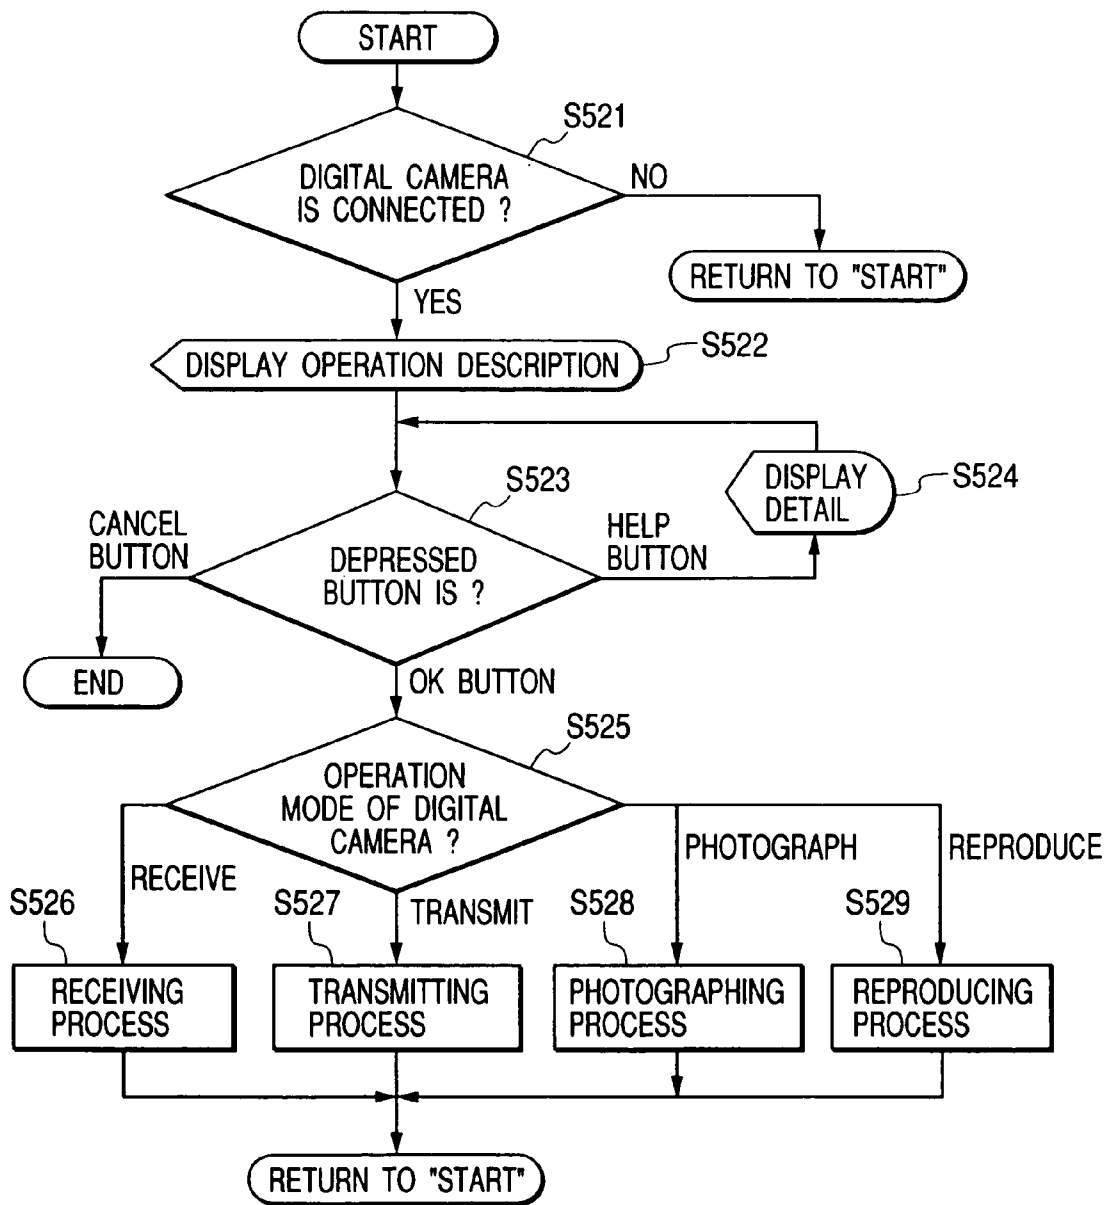 START
S521
DIGITAL CAMERA
IS CONNECTED ?
NO
RETURN TO "START"
YES
DISPLAY OPERATION DESCRIPTION
S522
S523
DISPLAY
DETAIL
S524
CANCEL
BUTTON
HELP
BUTTON
DEPRESSED
BUTTON IS ?
END
OK BUTTON
S525
OPERATION
MODE OF DIGITAL
CAMERA ?
RECEIVE
TRANSMIT
PHOTOGRAPH
REPRODUCE
S526
S527
S528
S529
RECEIVING
PROCESS
TRANSMITTING
PROCESS
PHOTOGRAPHING
PROCESS
REPRODUCING
PROCESS
RETURN TO "START"